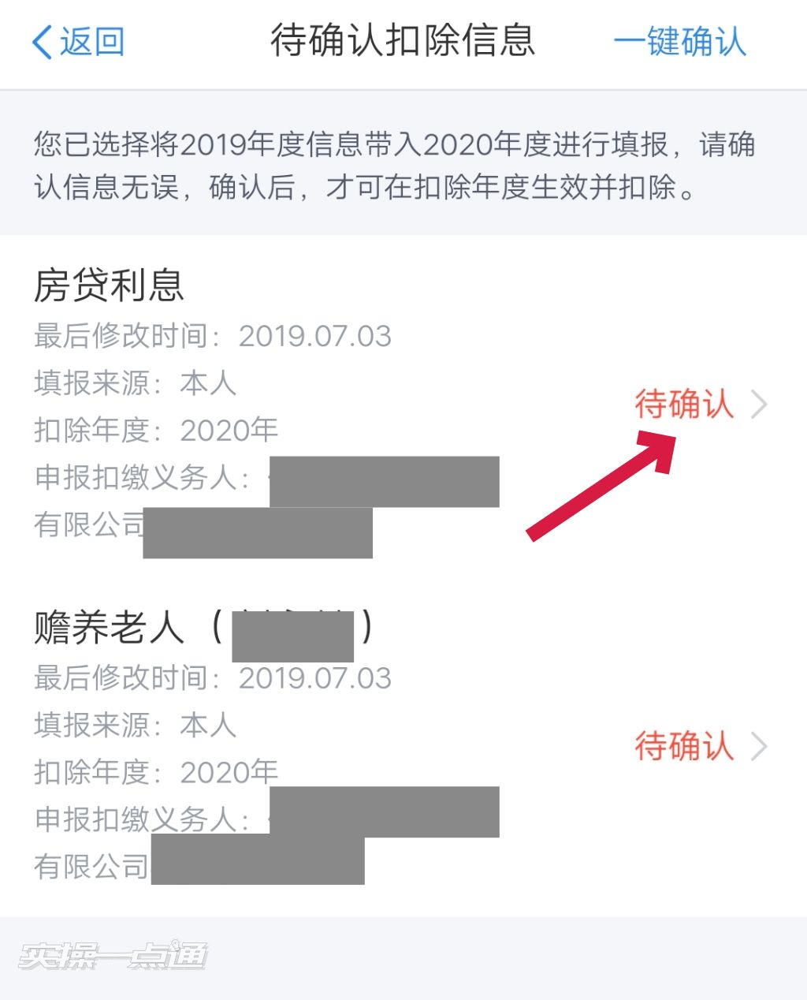 返回
待确认扣除信息
一键确认
您已选择将2019年度信息带入2020年度进行填报，请确
认信息无误，确认后，才可在扣除年度生效并扣除。
房贷利息
最后修改时间：2019.07.03
填报来源：本人
待确认
扣除年度：2020年
申报扣缴义务人：
有限公司
赡养老人（ ）
最后修改时间：2019.07.03
填报来源：本人
待确认
扣除年度：2020年
申报扣缴义务人：
有限公司
实操一点通